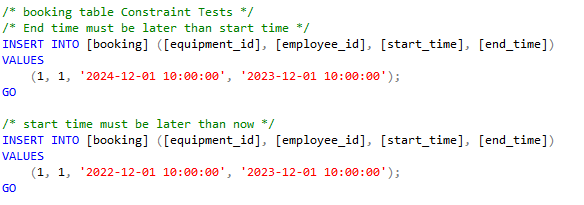 /* booking table Constraint Tests */
/* End time must be later than start time */
INSERT INTO [booking] ([equipment_id], [employee_id], [start_time], [end_time])
VALUES
(1, 1, '2024-12-01 10:00:00', '2023-12-01 10:00:00');
GO
/* start time must be later than now */
INSERT INTO [booking] ([equipment_id], [employee_id], [start_time], [end_time])
VALUES
(1, 1, '2022-12-01 10:00:00', '2023-12-01 10:00:00');
GO